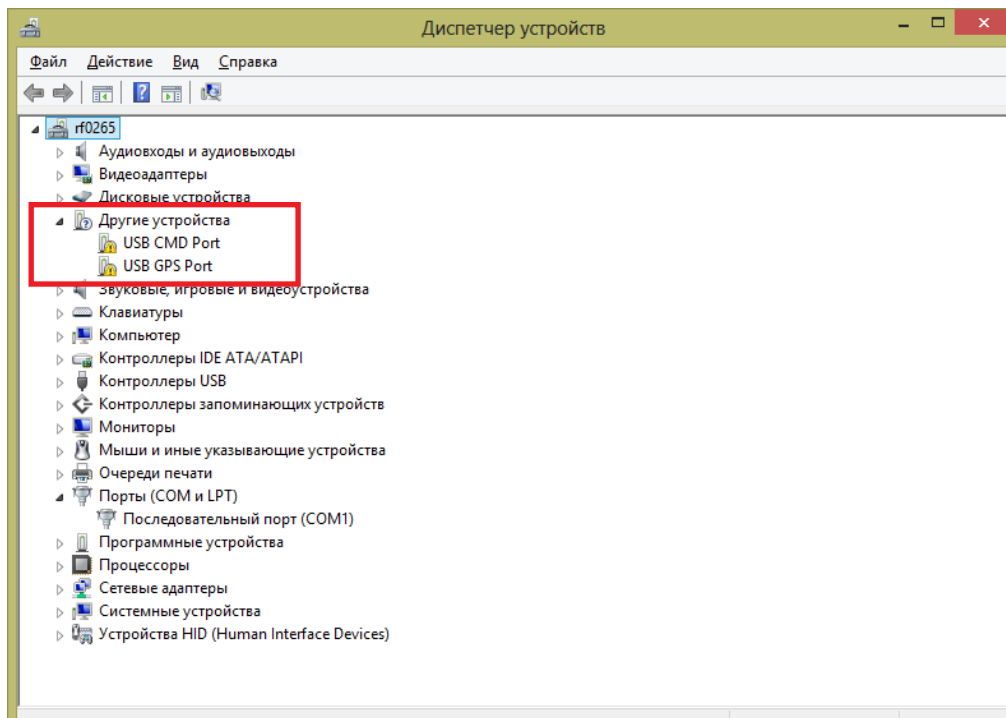 Диспетчер устройств
Файл Действие Вид Справка
rf0265
Аудиовходы и аудиовыходы
Видеоадаптеры
Дисковые устройства
Другие устройства
USB CMD Port
USB GPS Port
Звуковые, игровые и видеоустройства
Клавиатуры
Компьютер
Контроллеры IDE ATA/ATAPI
Контроллеры USB
Контроллеры запоминающих устройств
Мониторы
Мыши и иные указывающие устройства
Очереди печати
Порты (COM и LPT)
Последовательный порт (COM1)
Программные устройства
Процессоры
Сетевые адаптеры
Системные устройства
Устройства HID (Human Interface Devices)